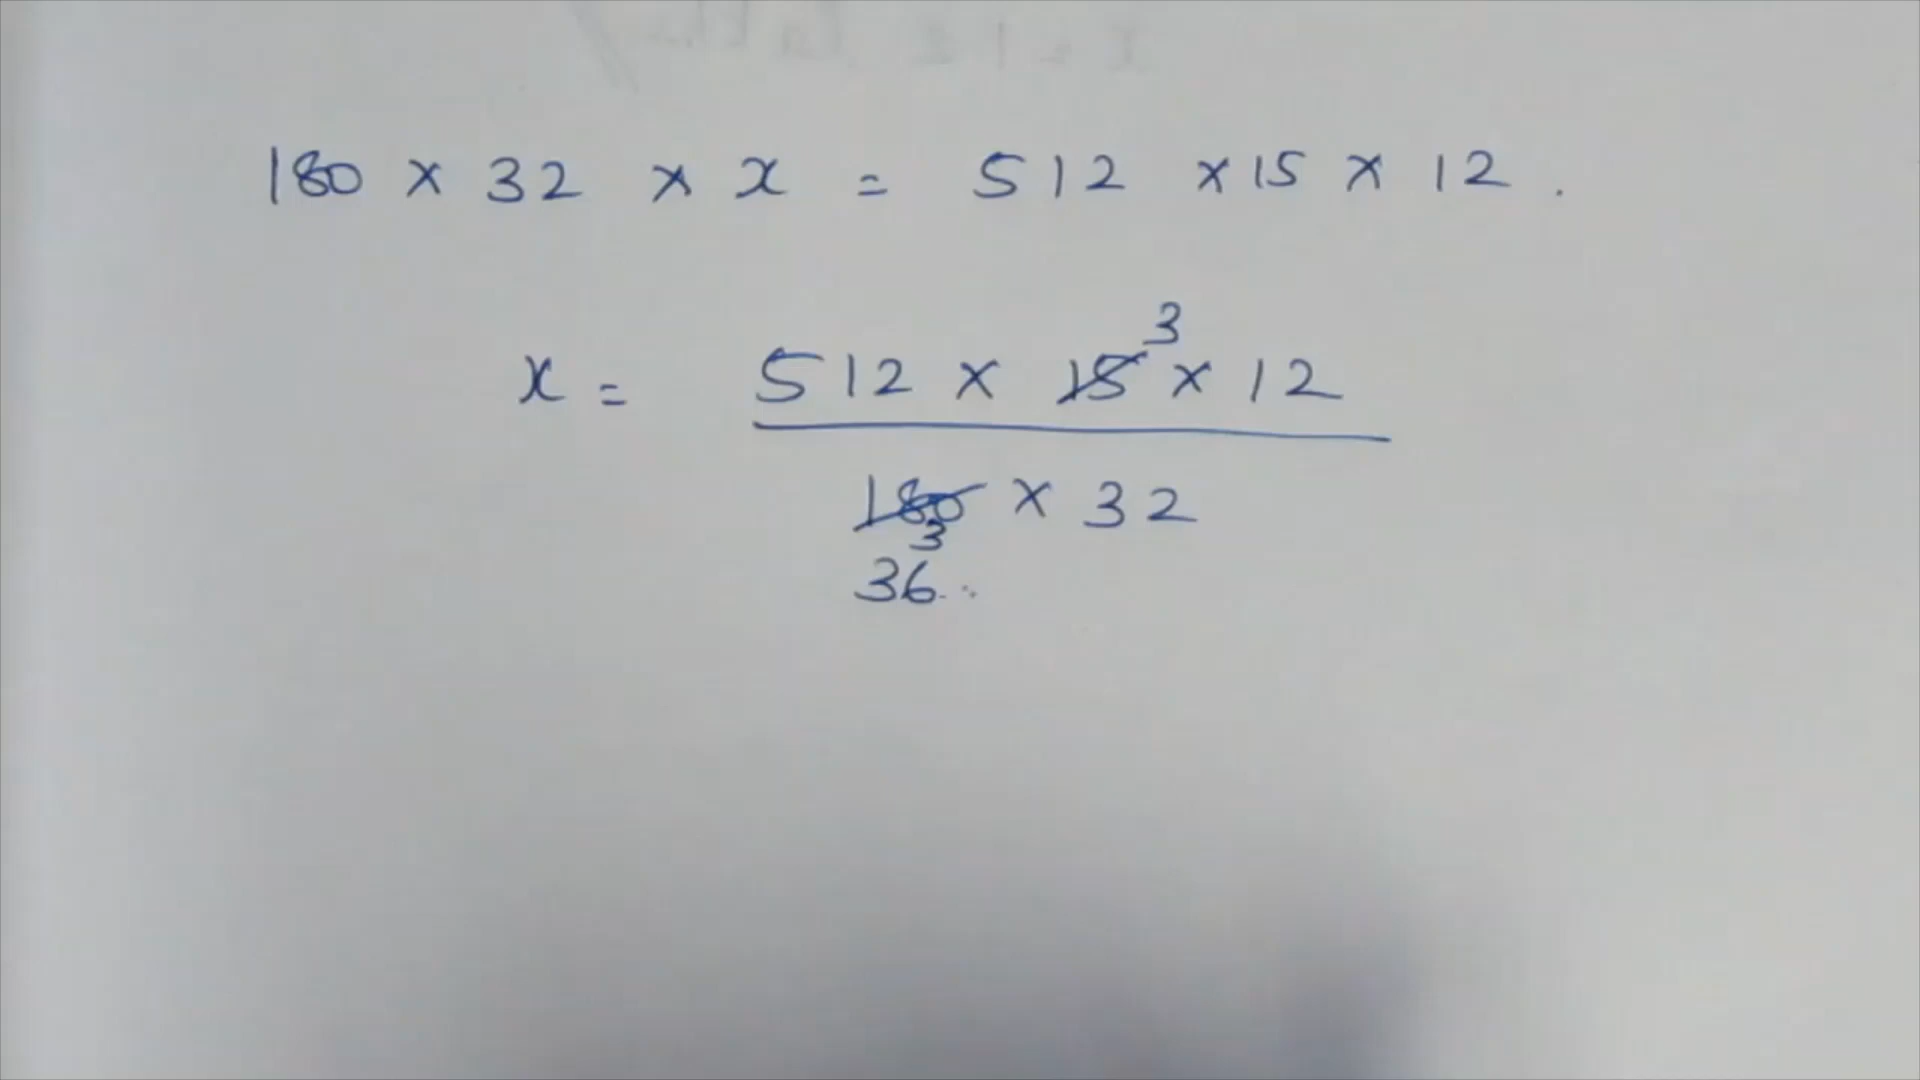 180 × 32 × x = 512 × 15 × 12 .
3
x = 512 × 15 × 12
180 × 32
3
36